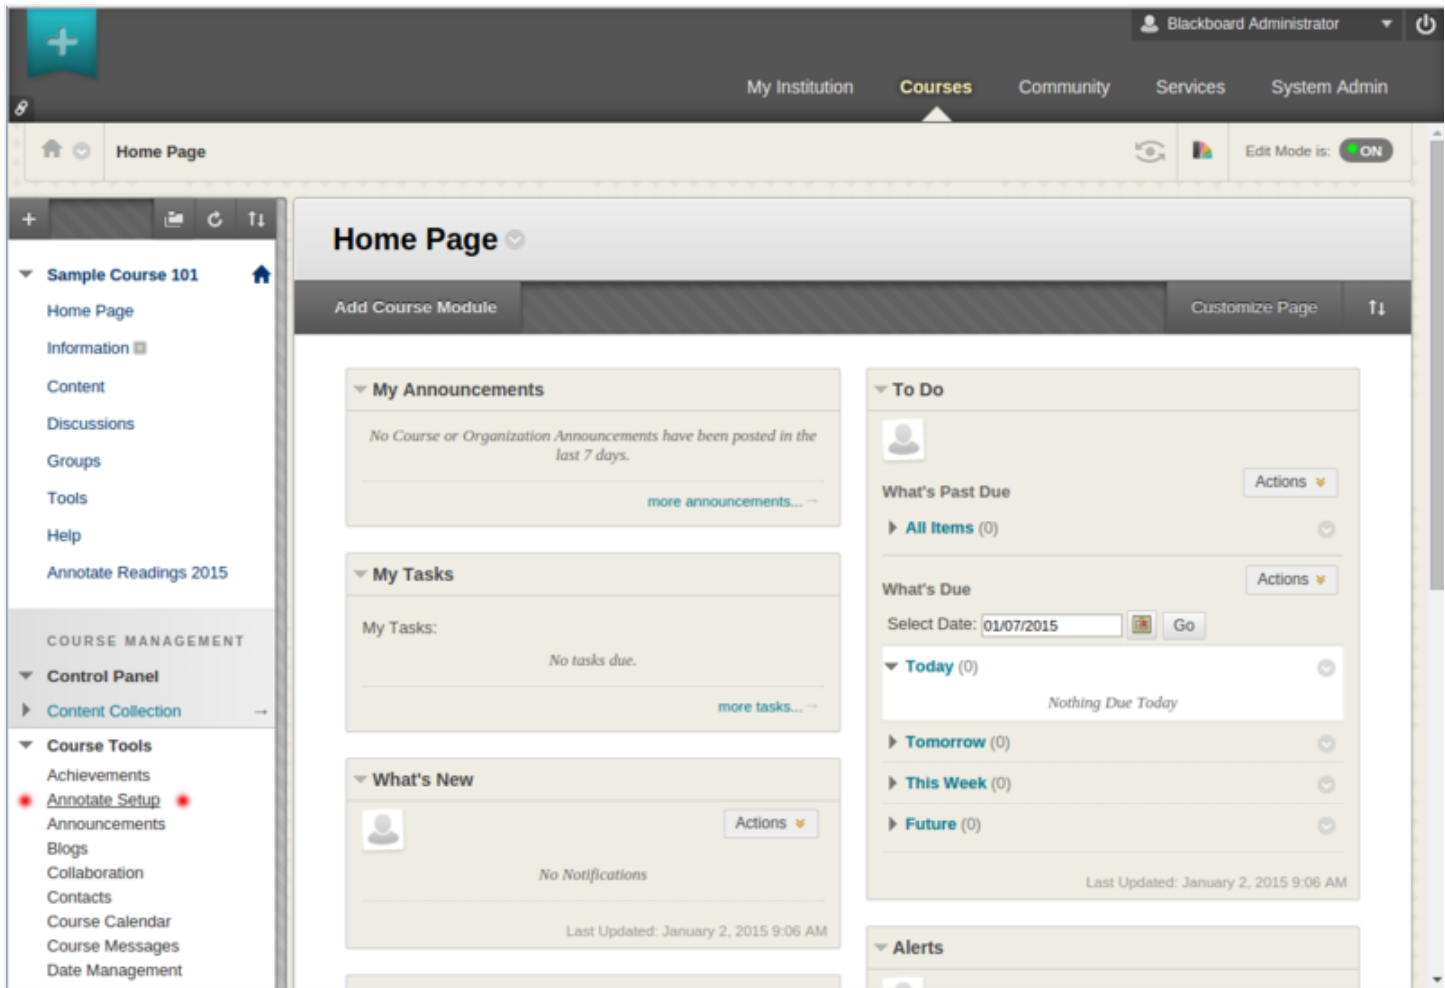 Blackboard Administrator
My Institution
Courses
Community
Services
System Admin
Home Page
Edit Mode is:
ON
Sample Course 101
Home Page
Information
Content
Discussions
Groups
Tools
Help
Annotate Readings 2015
COURSE MANAGEMENT
Control Panel
Content Collection
Course Tools
Achievements
Annotate Setup
Announcements
Blogs
Collaboration
Contacts
Course Calendar
Course Messages
Date Management
Home Page
Add Course Module
Customize Page
My Announcements
No Course or Organization Announcements have been posted in the
last 7 days.
more announcements...
My Tasks
My Tasks:
No tasks due.
more tasks...
What's New
Actions
No Notifications
Last Updated: January 2, 2015 9:06 AM
To Do
Actions
What's Past Due
All Items (0)
Actions
What's Due
Select Date: 01/07/2015 Go
Today (0)
Nothing Due Today
Tomorrow (0)
This Week (0)
Future (0)
Last Updated: January 2, 2015 9:06 AM
Alerts